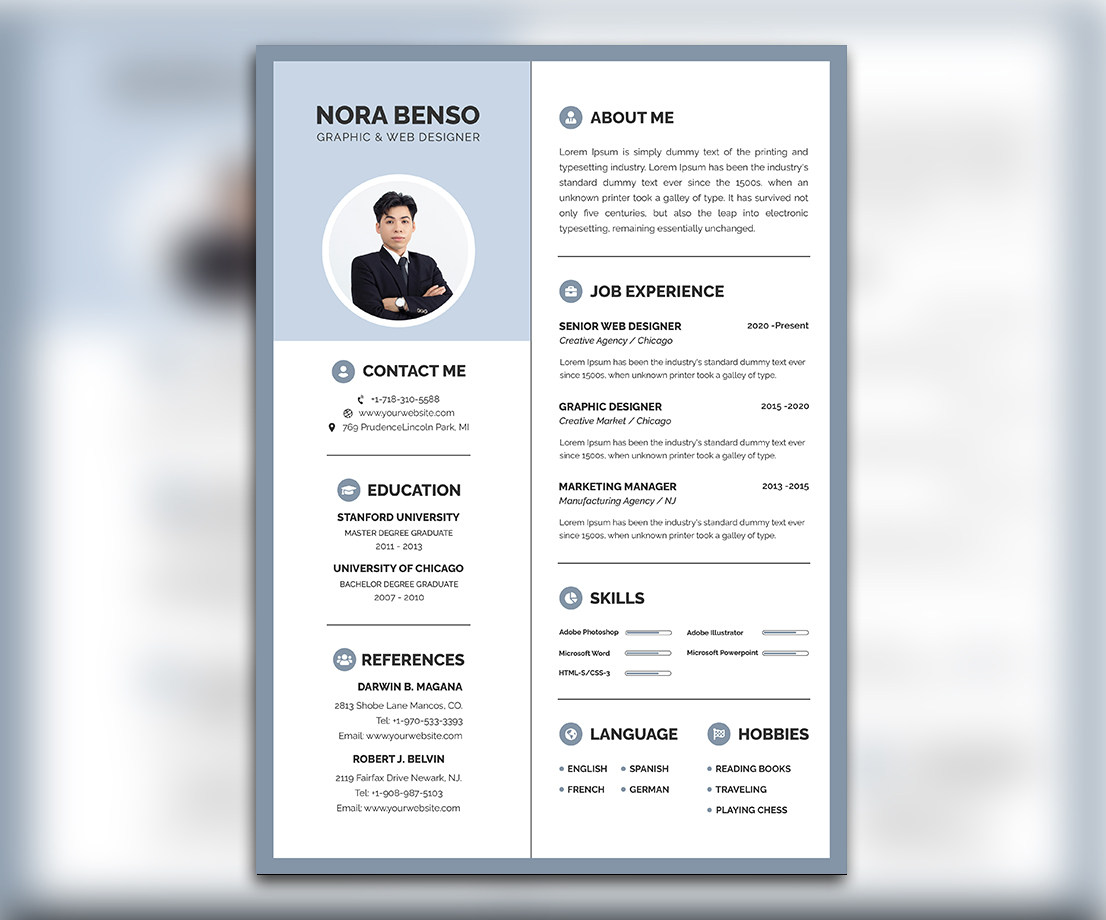 NORA BENSO
GRAPHIC & WEB DESIGNER
CONTACT ME
+1-718-310-5588
www.yourwebsite.com
769 PrudenceLincoln Park, MI
EDUCATION
STANFORD UNIVERSITY
MASTER DEGREE GRADUATE
2011 - 2013
UNIVERSITY OF CHICAGO
BACHELOR DEGREE GRADUATE
2007 - 2010
REFERENCES
DARWIN B. MAGANA
2813 Shobe Lane Mancos, CO.
Tel: +1-970-533-3393
Email: www.yourwebsite.com
ROBERT J. BELVIN
2119 Fairfax Drive Newark, NJ.
Tel: +1-908-987-5103
Email: www.yourwebsite.com
ABOUT ME
Lorem Ipsum is simply dummy text of the printing and
typesetting industry. Lorem Ipsum has been the industry's
standard dummy text ever since the 1500s, when an
unknown printer took a galley of type. It has survived not
only five centuries, but also the leap into electronic
typesetting, remaining essentially unchanged.
JOB EXPERIENCE
SENIOR WEB DESIGNER 2020 -Present
Creative Agency / Chicago
Lorem Ipsum has been the industry's standard dummy text ever
since 1500s, when unknown printer took a galley of type.
GRAPHIC DESIGNER 2015 -2020
Creative Market / Chicago
Lorem Ipsum has been the industry's standard dummy text ever
since 1500s, when unknown printer took a galley of type.
MARKETING MANAGER 2013 -2015
Manufacturing Agency / NJ
Lorem Ipsum has been the industry's standard dummy text ever
since 1500s, when unknown printer took a galley of type.
SKILLS
Adobe Photoshop Adobe Illustrator
Microsoft Word Microsoft Powerpoint
HTML-5/CSS-3
LANGUAGE
ENGLISH SPANISH
FRENCH GERMAN
HOBBIES
READING BOOKS
TRAVELING
PLAYING CHESS